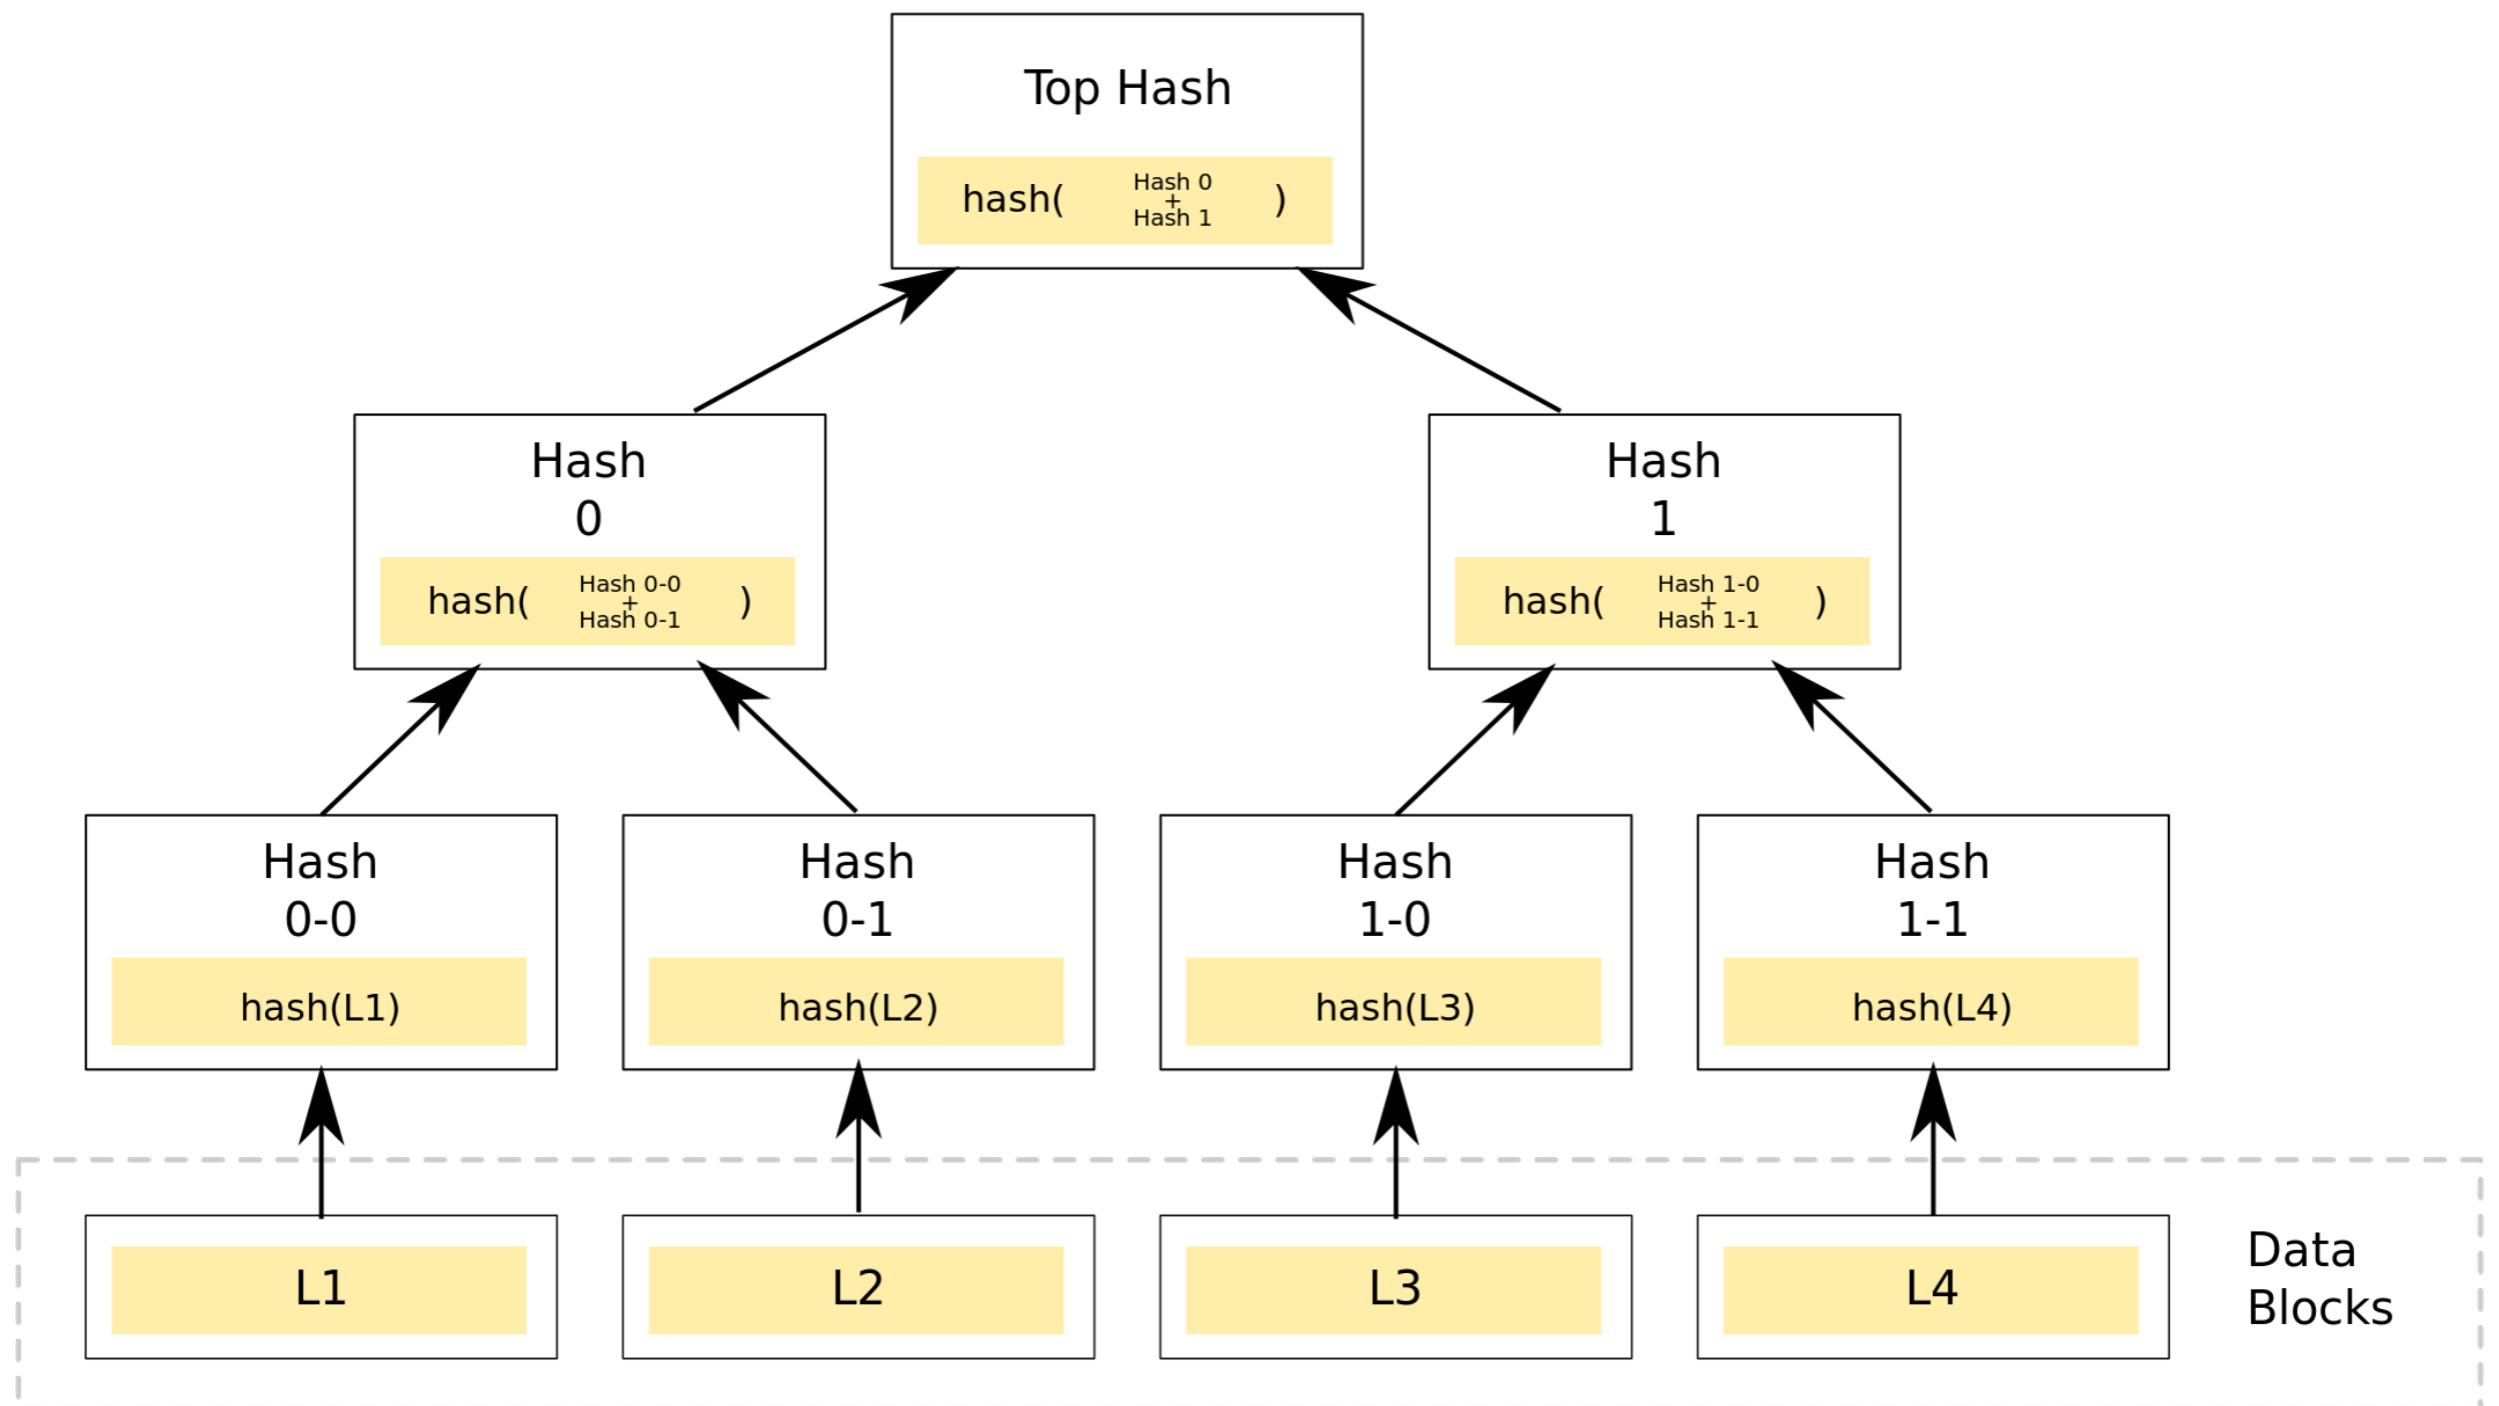 Top Hash
hash( Hash 0 + Hash 1 )
Hash
0
hash( Hash 0-0 + Hash 0-1 )
Hash
1
hash( Hash 1-0 + Hash 1-1 )
Hash
0-0
hash(L1)
Hash
0-1
hash(L2)
Hash
1-0
hash(L3)
Hash
1-1
hash(L4)
L1
L2
L3
L4
Data
Blocks